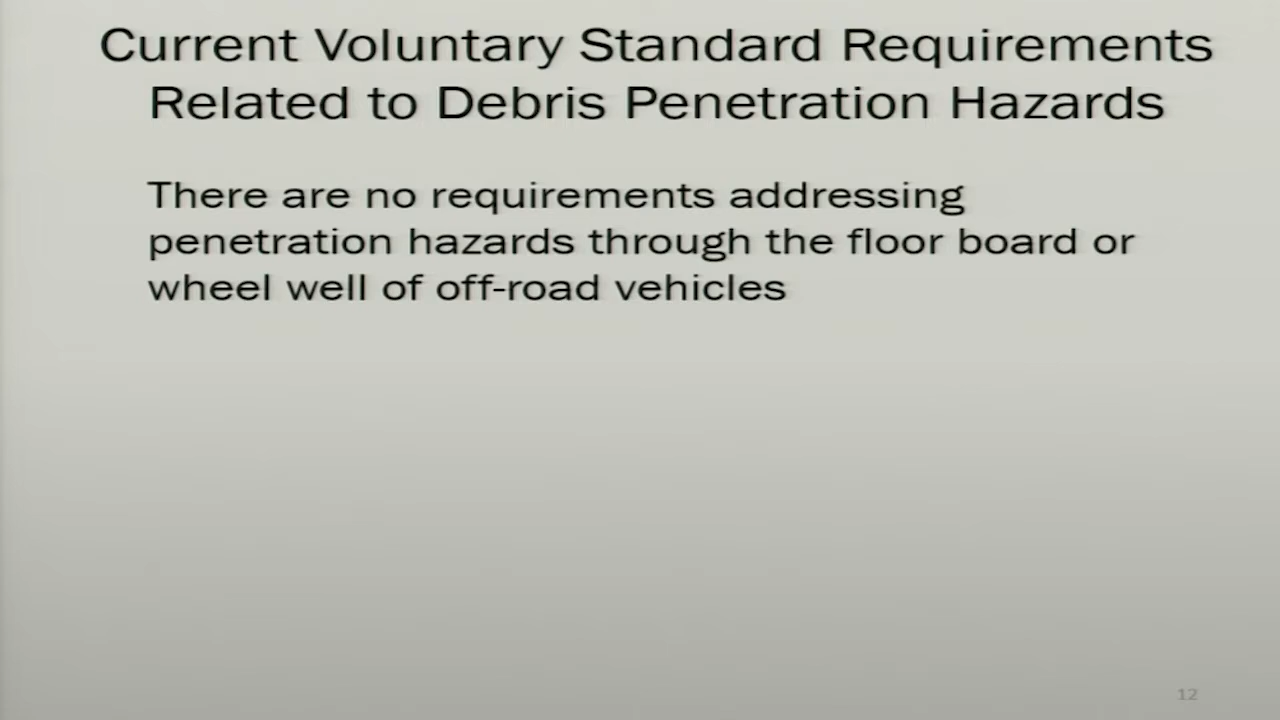 Current Voluntary Standard Requirements
Related to Debris Penetration Hazards
There are no requirements addressing
penetration hazards through the floor board or
wheel well of off-road vehicles
12